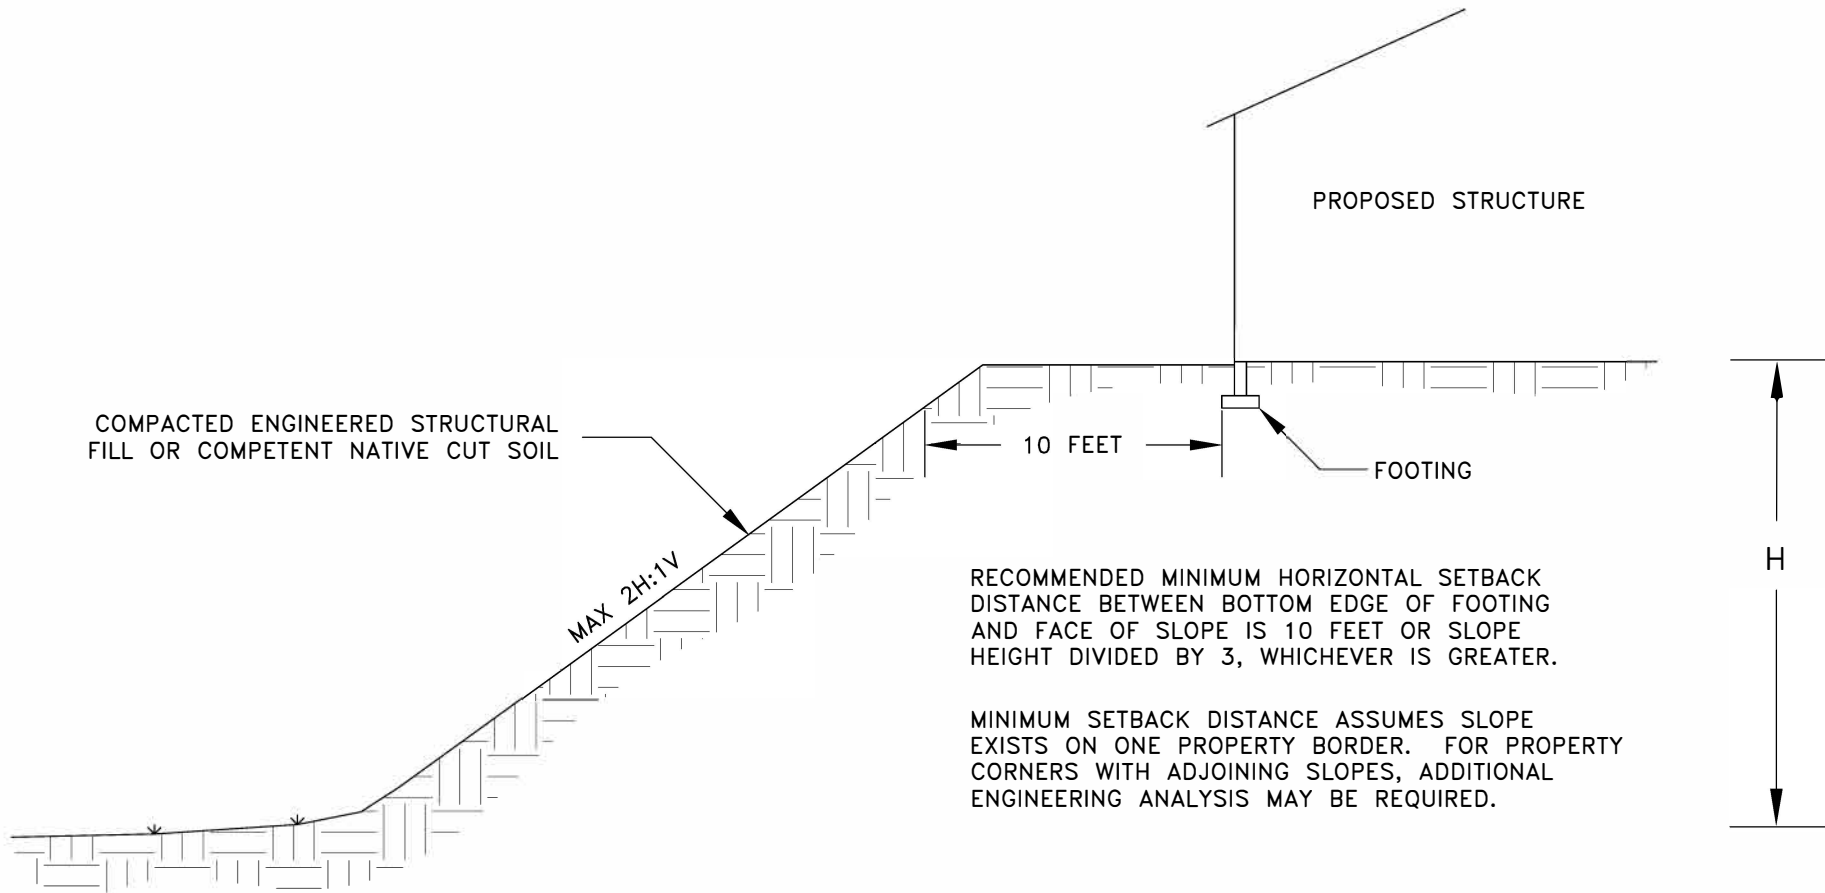 PROPOSED STRUCTURE
COMPACTED ENGINEERED STRUCTURAL
FILL OR COMPETENT NATIVE CUT SOIL
10 FEET
FOOTING
MAX 2H:1V
H
RECOMMENDED MINIMUM HORIZONTAL SETBACK
DISTANCE BETWEEN BOTTOM EDGE OF FOOTING
AND FACE OF SLOPE IS 10 FEET OR SLOPE
HEIGHT DIVIDED BY 3, WHICHEVER IS GREATER.
MINIMUM SETBACK DISTANCE ASSUMES SLOPE
EXISTS ON ONE PROPERTY BORDER. FOR PROPERTY
CORNERS WITH ADJOINING SLOPES, ADDITIONAL
ENGINEERING ANALYSIS MAY BE REQUIRED.